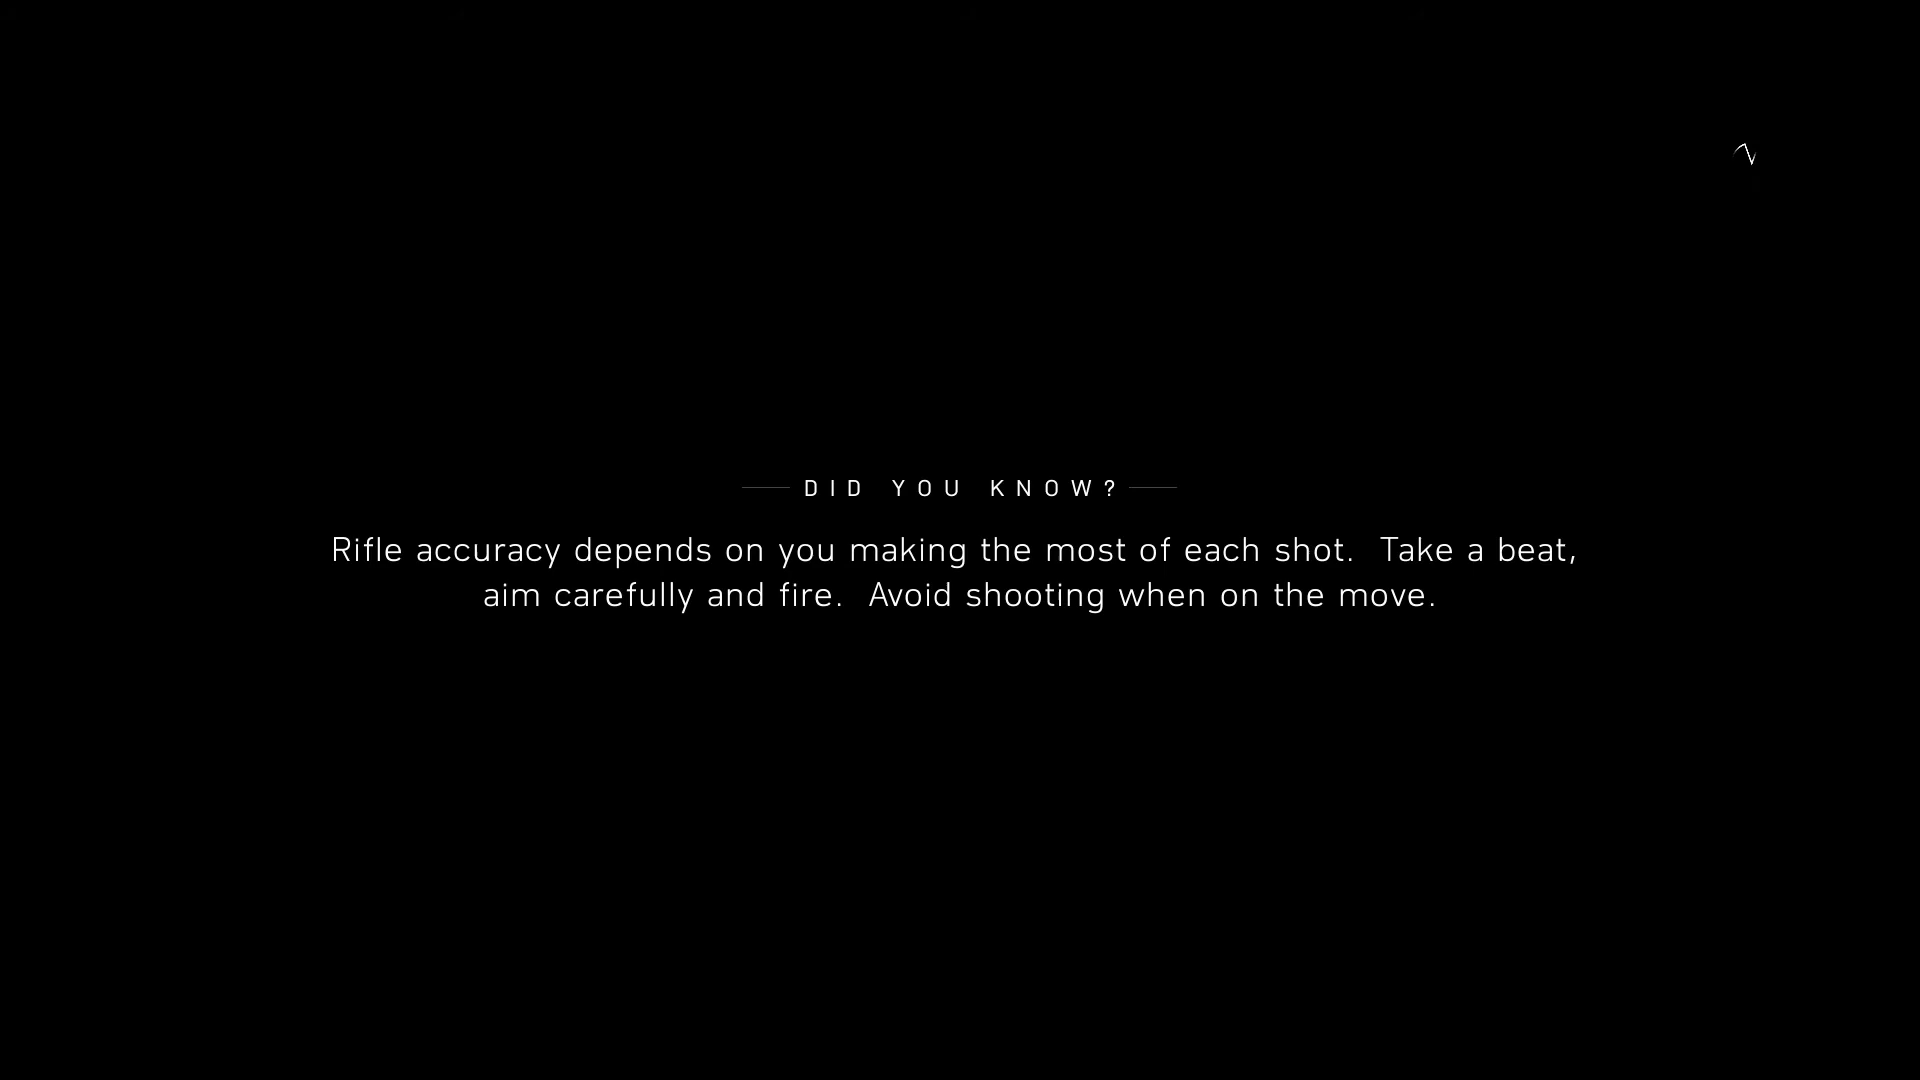 DID YOU KNOW?
Rifle accuracy depends on you making the most of each shot.  Take a beat,
aim carefully and fire.  Avoid shooting when on the move.